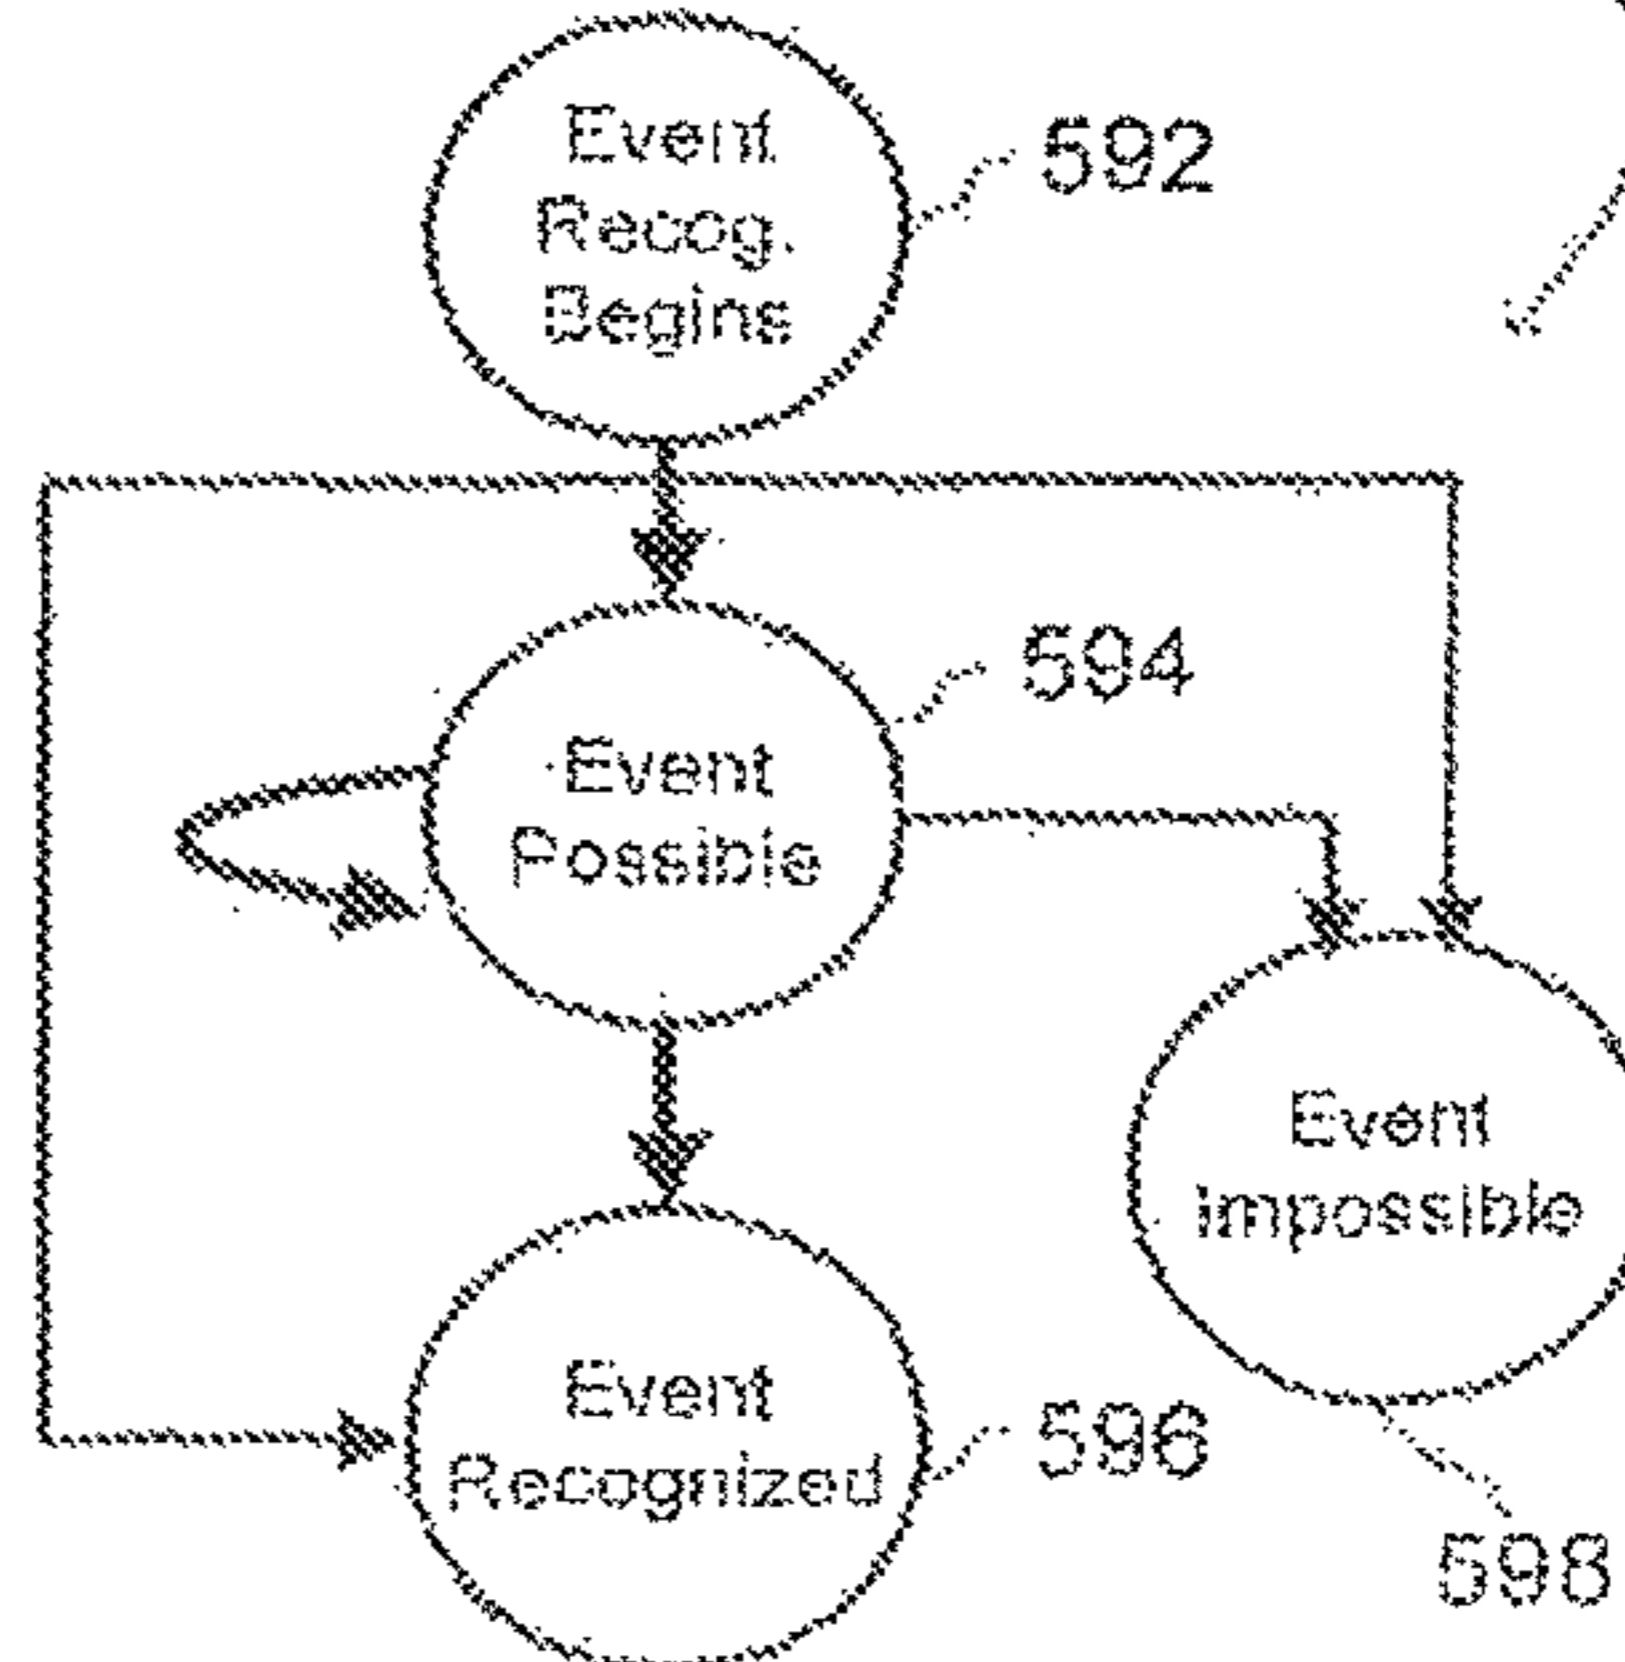 Event
Recog.
Begins
592
594
Event
Possible
Event
Impossible
Event
Recognized
596
598